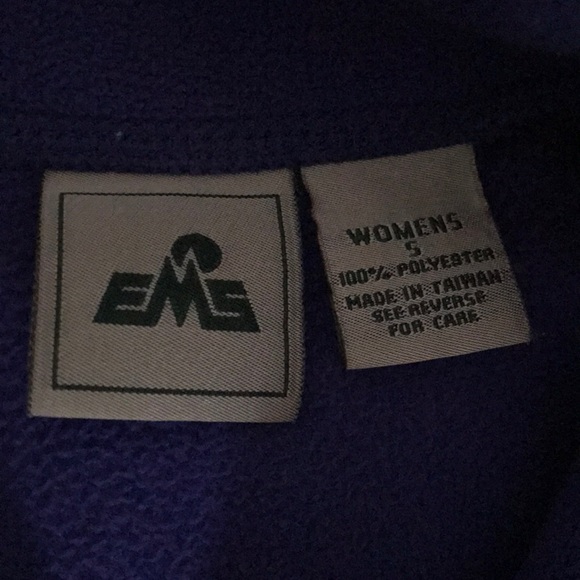 EMS
WOMENS
S
100% POLYESTER
MADE IN TAIWAN
SEE REVERSE
FOR CARE